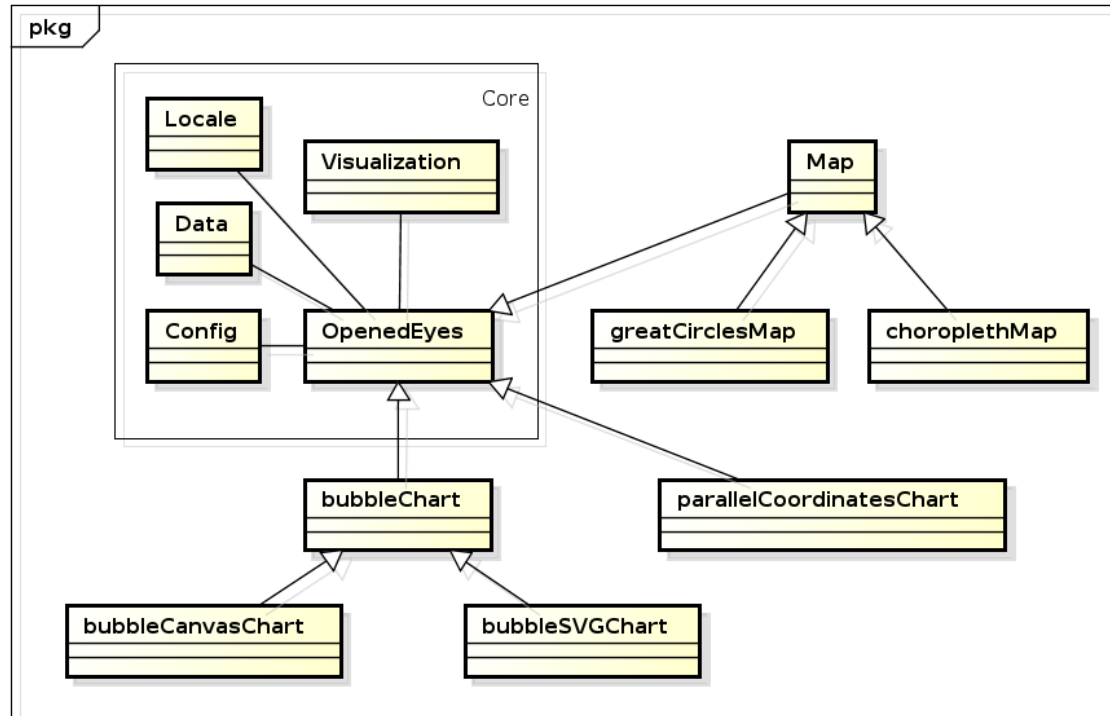 pkg
Core
Locale
Visualization
Map
Data
Config
OpenedEyes
greatCirclesMap
choroplethMap
bubbleChart
parallelCoordinatesChart
bubbleCanvasChart
bubbleSVGChart